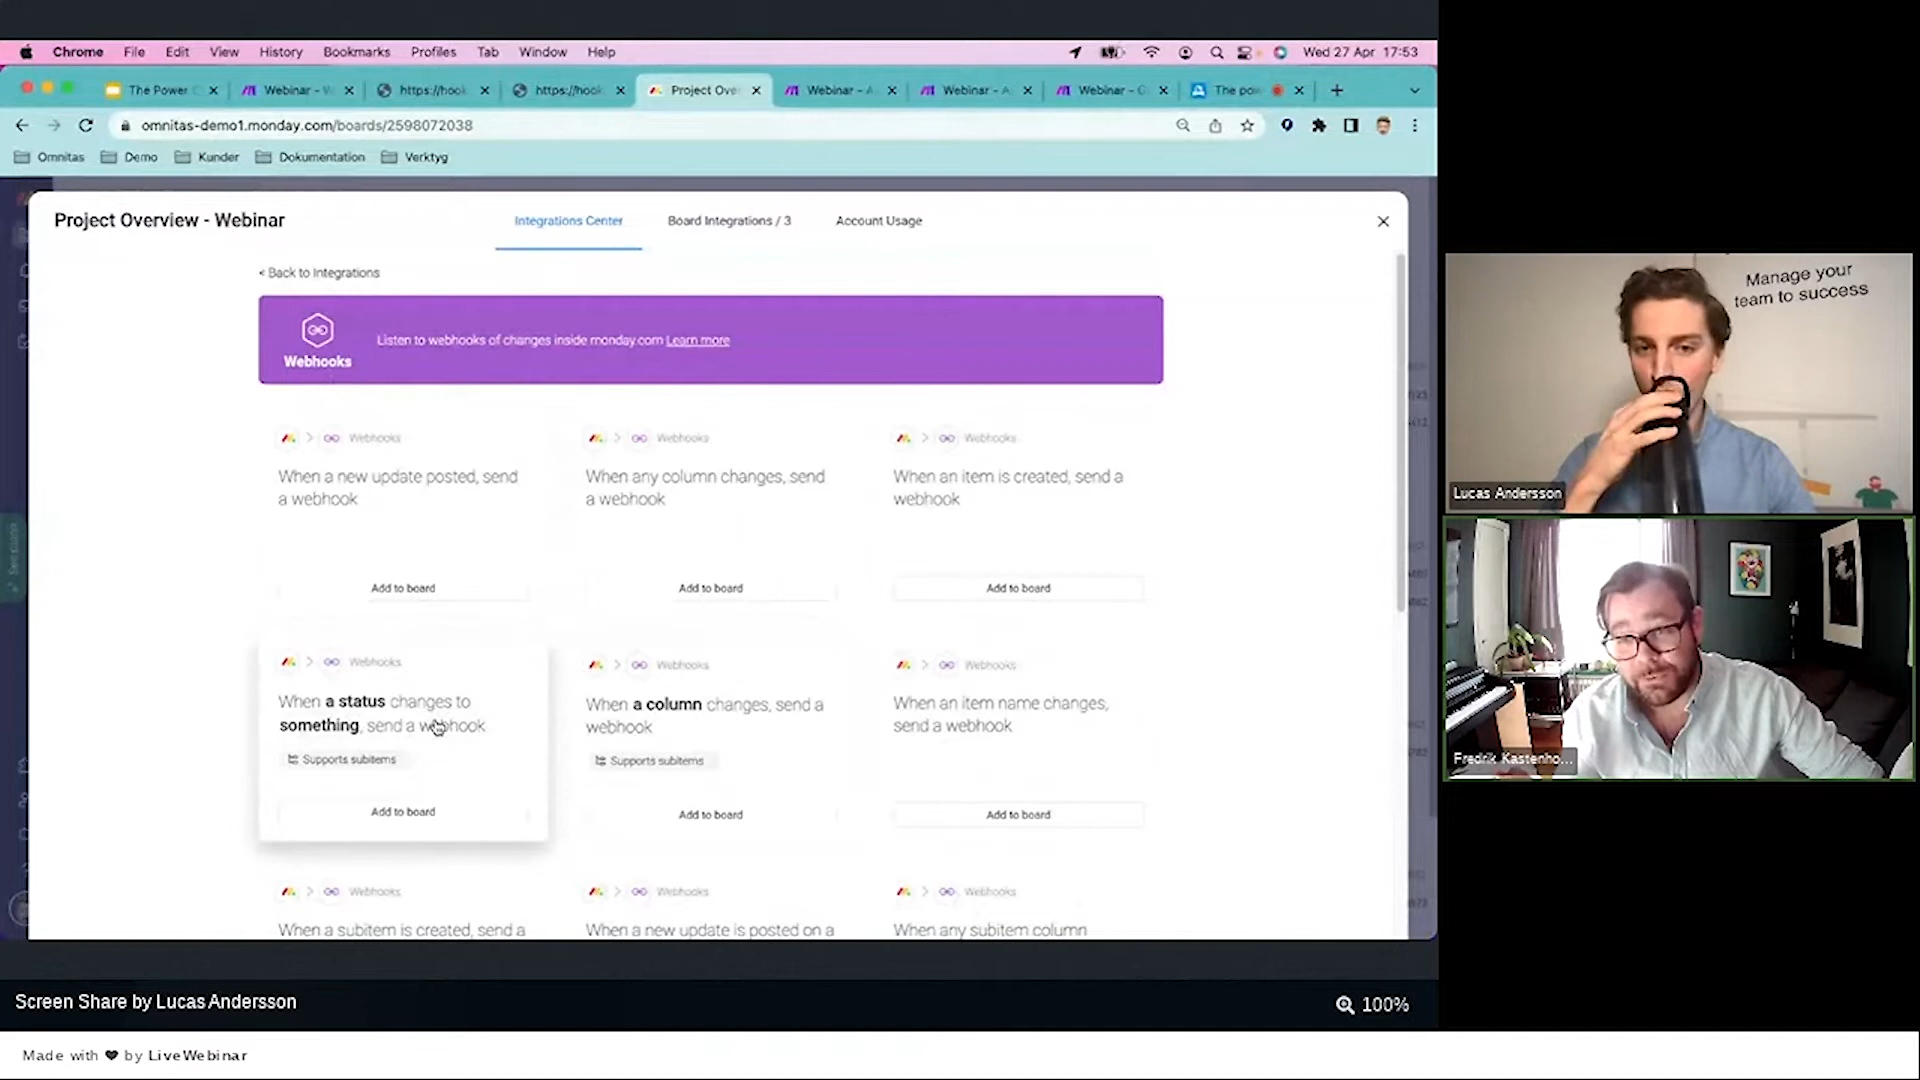 Chrome File Edit View History Bookmarks Profiles Tab Window Help Wed 27 Apr 17:53
The Power Webinar - https://hook https://hook Project Ove Webinar - A Webinar - A Webinar - The pow
omnitas-demo1.monday.com/boards/2598072038
Omnitas Demo Kunder Dokumentation Verktyg
Project Overview - Webinar Integrations Center Board Integrations / 3 Account Usage
< Back to Integrations
Webhooks
Listen to webhooks of changes inside monday.com Learn more
Webhooks
When a new update posted, send
a webhook
Add to board
Webhooks
When any column changes, send
a webhook
Add to board
Webhooks
When an item is created, send a
webhook
Add to board
Webhooks
When a status changes to
something, send a webhook
Supports subitems
Add to board
Webhooks
When a column changes, send a
webhook
Supports subitems
Add to board
Webhooks
When an item name changes,
send a webhook
Add to board
Webhooks
When a subitem is created, send a
Webhooks
When a new update is posted on a
Webhooks
When any subitem column
Manage your
team to success
Lucas Andersson
Fredrik Kastenho...
Screen Share by Lucas Andersson
100%
Made with ❤ by LiveWebinar